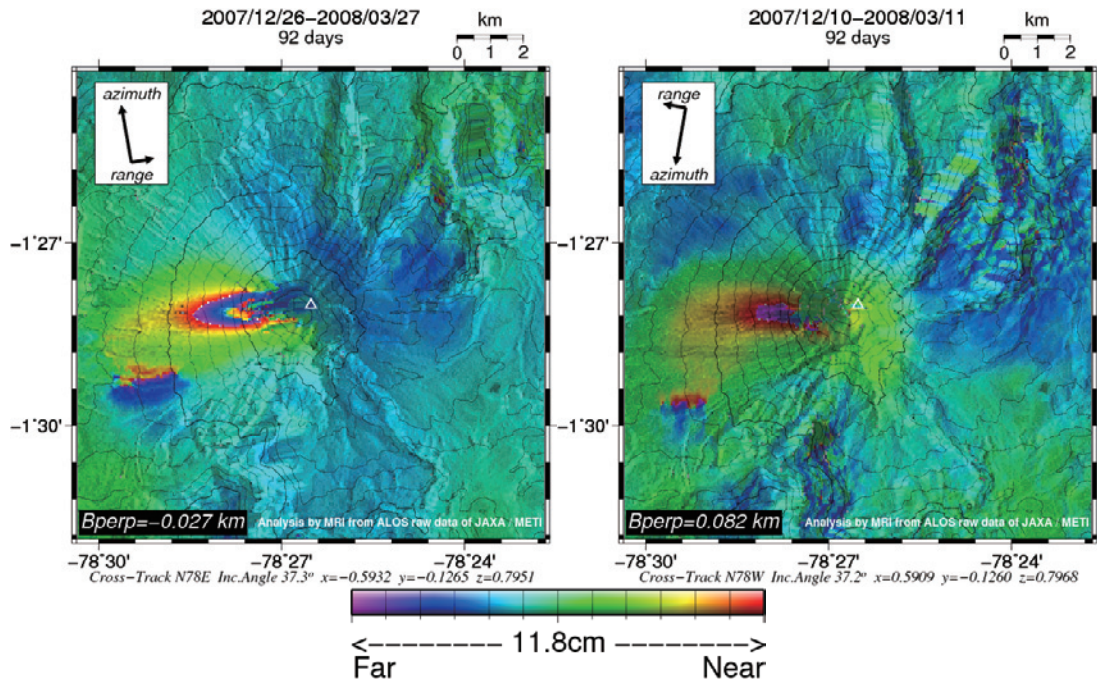 2007/12/26−2008/03/27
92 days
km
0 1 2
azimuth
range
−1˚27'
−1˚30'
Bperp=−0.027 km
Analysis by MRI from ALOS raw data of JAXA / METI
−78˚30' −78˚27' −78˚24'
Cross-Track N78E Inc.Angle 37.3º x=−0.5932 y=−0.1265 z=0.7951
2007/12/10−2008/03/11
92 days
km
0 1 2
range
azimuth
−1˚27'
−1˚30'
Bperp=0.082 km
Analysis by MRI from ALOS raw data of JAXA / METI
−78˚30' −78˚27' −78˚24'
Cross-Track N78W Inc.Angle 37.2º x=0.5909 y=−0.1260 z=0.7968
<------- 11.8cm ------->
Far Near